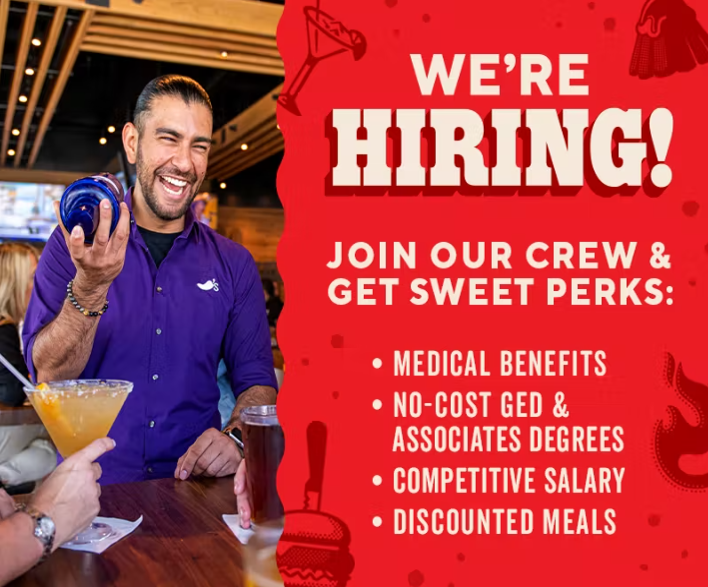 WE'RE
HIRING!
JOIN OUR CREW &
GET SWEET PERKS:
• MEDICAL BENEFITS
• NO-COST GED &
ASSOCIATES DEGREES
• COMPETITIVE SALARY
• DISCOUNTED MEALS
's